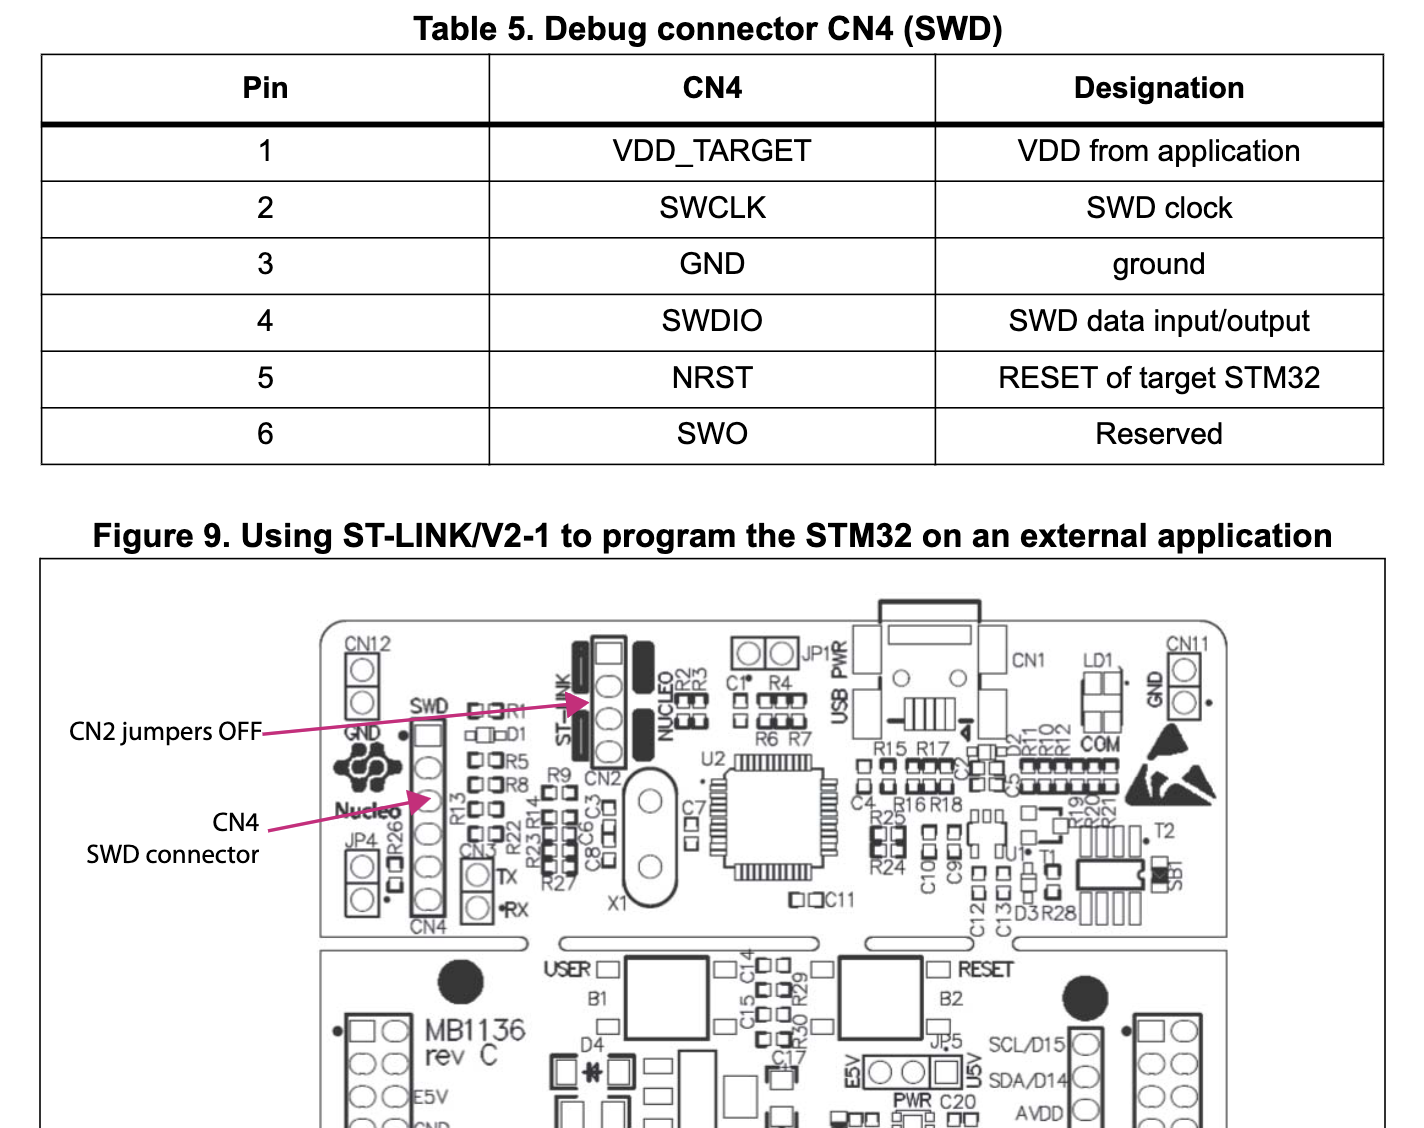 Table 5. Debug connector CN4 (SWD)
Pin CN4 Designation
1 VDD_TARGET VDD from application
2 SWCLK SWD clock
3 GND ground
4 SWDIO SWD data input/output
5 NRST RESET of target STM32
6 SWO Reserved
Figure 9. Using ST-LINK/V2-1 to program the STM32 on an external application
CN12
GND
CN2 jumpers OFF
CN4
SWD connector
SWD
Nucleo
JP4
R26
CN4
R1
D1
R5
R8
R13
R22
CN3
TX
RX
ST-LINK
NUCLEO
CN2
R9
R14
R23
R27
C3
C6
C8
X1
R2
R3
C1
R4
R6 R7
JP1
U2
C7
C11
USB PWR
CN1
R15 R17
C4
R16 R18
R25
R24
C2
D2
C5
C10
C9
U1
T1
C12
C13
D3 R28
R11
R10
R12
LD1
COM
R19
R20
R21
T2
SB1
CN11
GND
USER
B1
C14
C15
R29
R30
C17
RESET
B2
MB1136
rev C
E5V
GND
D4
E5V
JP5
U5V
PWR
C20
SCL/D15
SDA/D14
AVDD